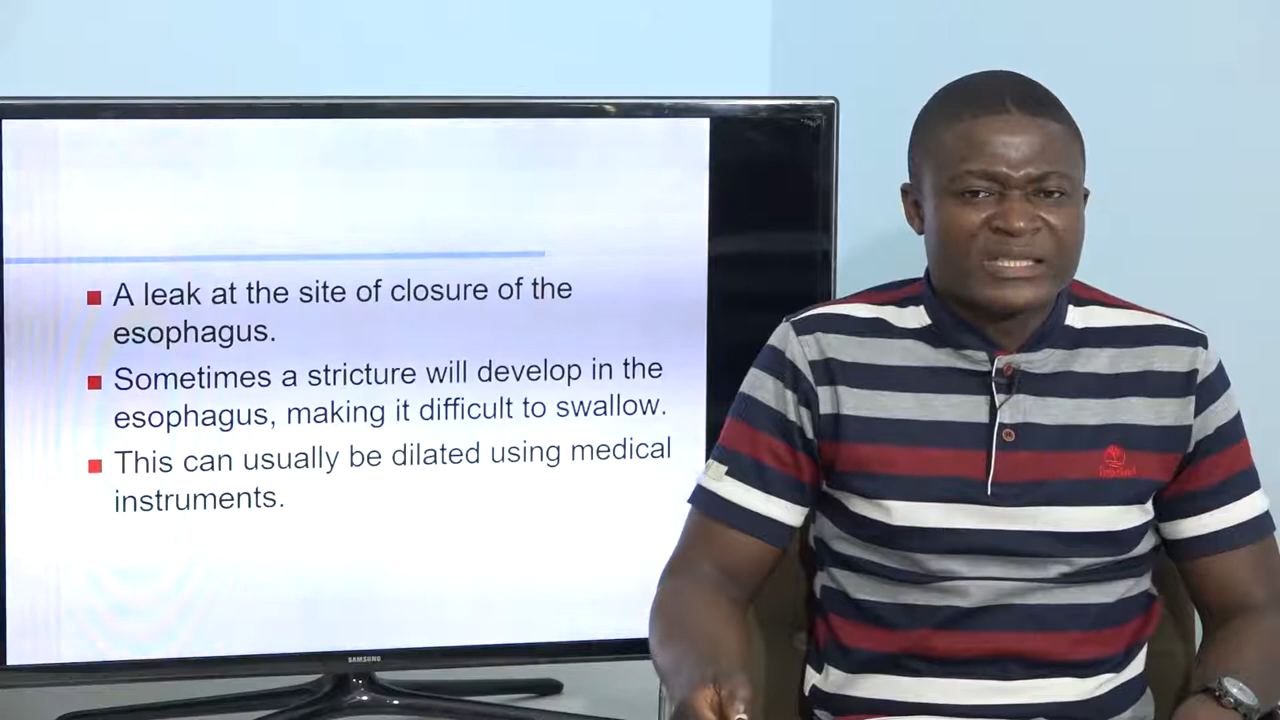 A leak at the site of closure of the
esophagus.
Sometimes a stricture will develop in the
esophagus, making it difficult to swallow.
This can usually be dilated using medical
instruments.
SAMSUNG